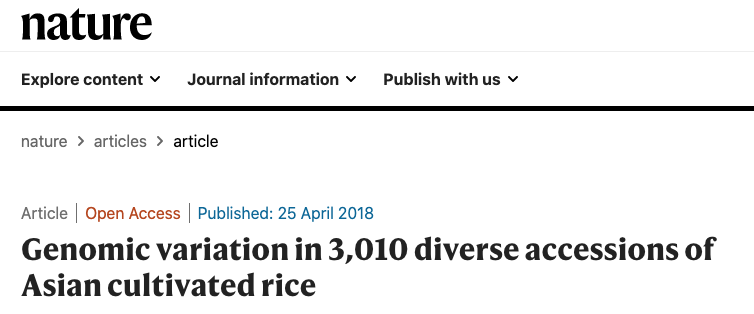 nature
Explore content Journal information Publish with us
nature > articles > article
Article | Open Access | Published: 25 April 2018
Genomic variation in 3,010 diverse accessions of
Asian cultivated rice